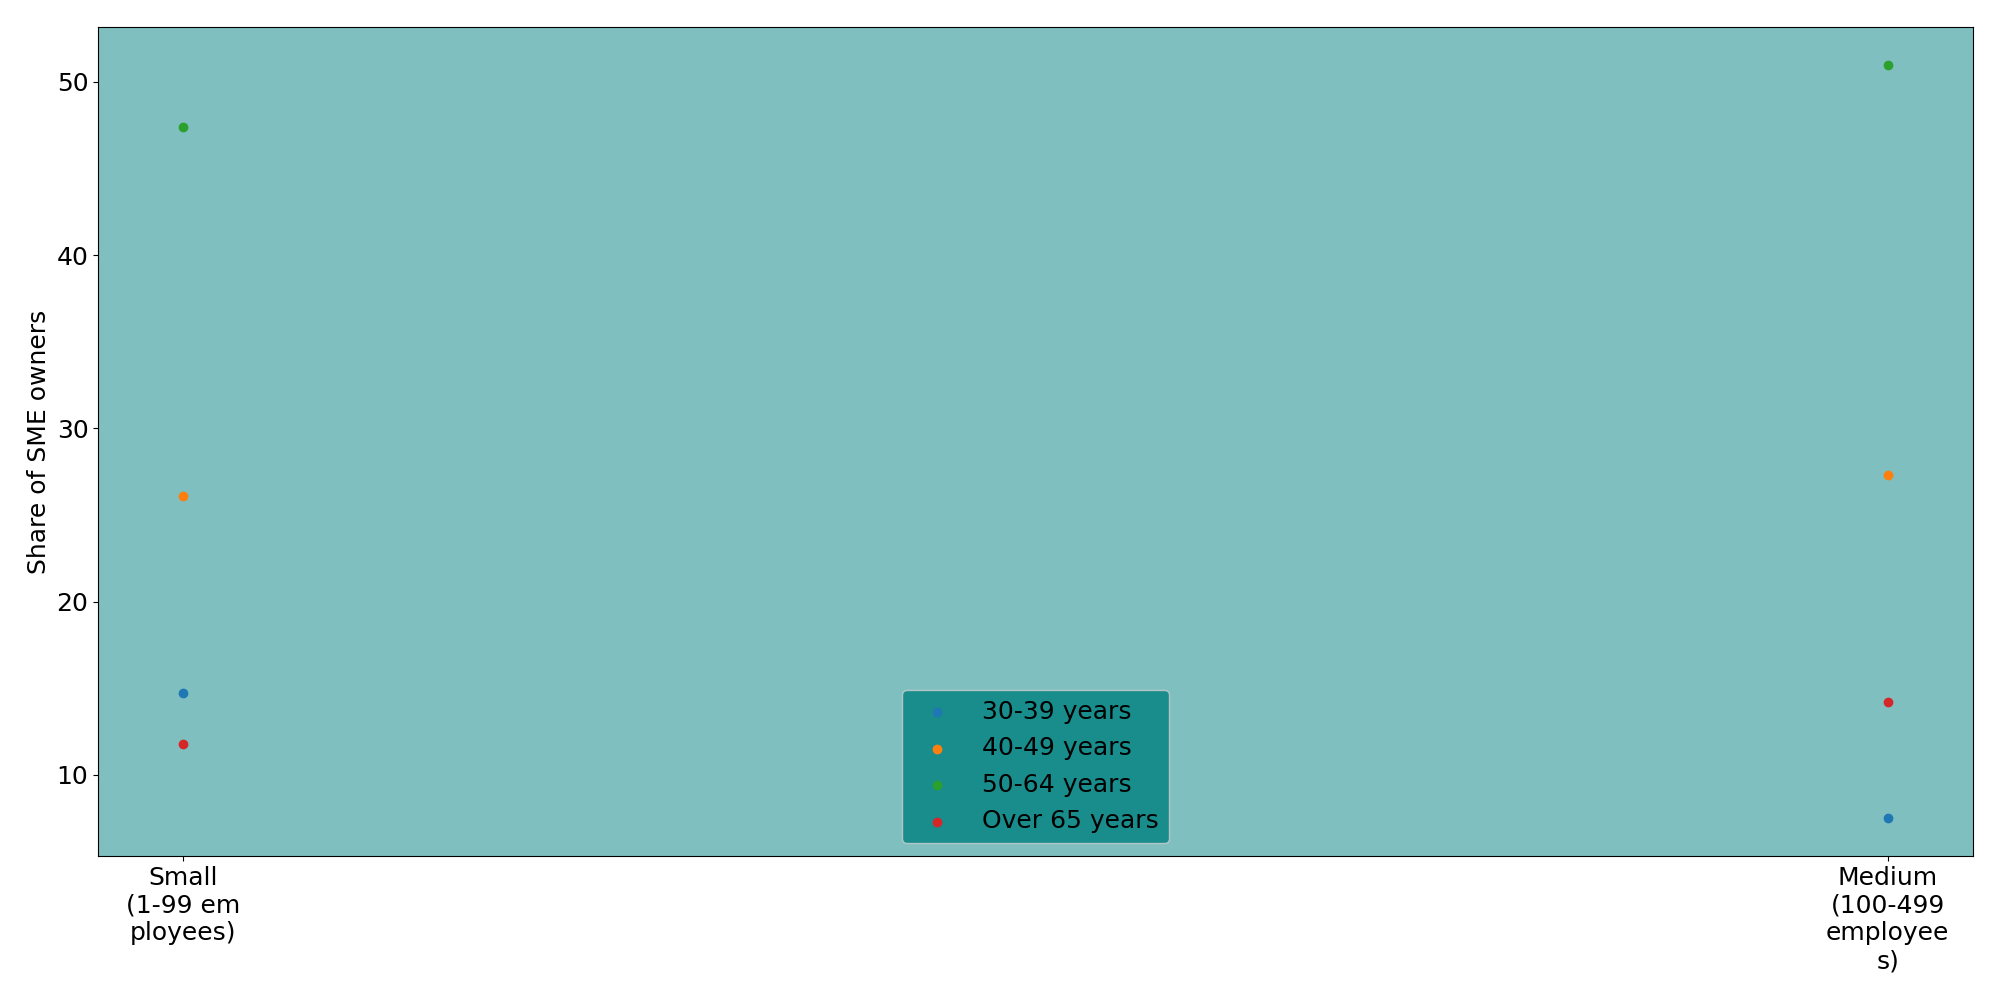 50
40
30
20
10
Share of SME owners
30-39 years
40-49 years
50-64 years
Over 65 years
Small
(1-99 em
ployees)
Medium
(100-499
employee
s)